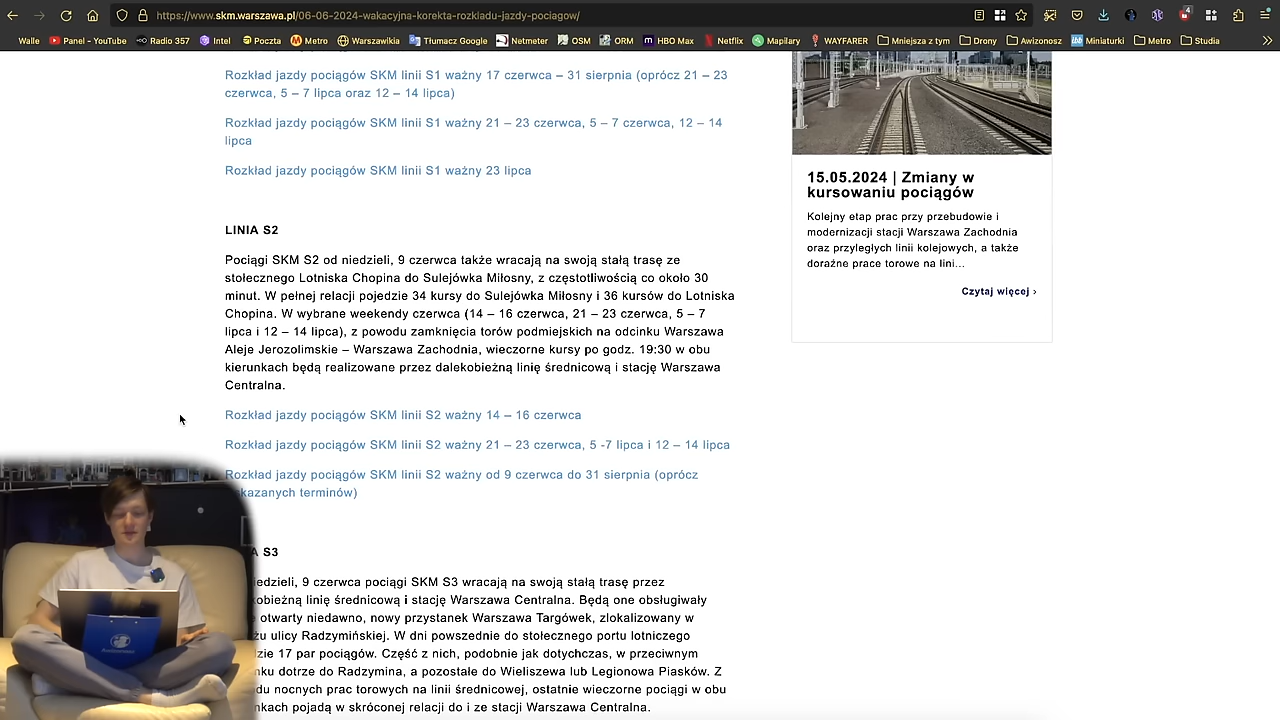 https://www.skm.warszawa.pl/06-06-2024-wakacyjna-korekta-rozkladu-jazdy-pociagow/
Walle Panel - YouTube Radio 357 Intel Poczta Metro Warszawikia Tłumacz Google Netmeter OSM ORM HBO Max Netflix Mapilary WAYFARER Mniejsza z tym Drony Awizonosz Miniaturki Metro Studia
4
Rozkład jazdy pociągów SKM linii S1 ważny 17 czerwca – 31 sierpnia (oprócz 21 – 23
czerwca, 5 – 7 lipca oraz 12 – 14 lipca)
Rozkład jazdy pociągów SKM linii S1 ważny 21 – 23 czerwca, 5 – 7 czerwca, 12 – 14
lipca
Rozkład jazdy pociągów SKM linii S1 ważny 23 lipca
LINIA S2
Pociągi SKM S2 od niedzieli, 9 czerwca także wracają na swoją stałą trasę ze
stołecznego Lotniska Chopina do Sulejówka Miłosny, z częstotliwością co około 30
minut. W pełnej relacji pojedzie 34 kursy do Sulejówka Miłosny i 36 kursów do Lotniska
Chopina. W wybrane weekendy czerwca (14 – 16 czerwca, 21 – 23 czerwca, 5 – 7
lipca i 12 – 14 lipca), z powodu zamknięcia torów podmiejskich na odcinku Warszawa
Aleje Jerozolimskie – Warszawa Zachodnia, wieczorne kursy po godz. 19:30 w obu
kierunkach będą realizowane przez dalekobieżną linię średnicową i stację Warszawa
Centralna.
Rozkład jazdy pociągów SKM linii S2 ważny 14 – 16 czerwca
Rozkład jazdy pociągów SKM linii S2 ważny 21 – 23 czerwca, 5 -7 lipca i 12 – 14 lipca
Rozkład jazdy pociągów SKM linii S2 ważny od 9 czerwca do 31 sierpnia (oprócz
kazanych terminów)
A S3
iedzieli, 9 czerwca pociągi SKM S3 wracają na swoją stałą trasę przez
obieżną linię średnicową i stację Warszawa Centralna. Będą one obsługiwały
otwarty niedawno, nowy przystanek Warszawa Targówek, zlokalizowany w
zu ulicy Radzymińskiej. W dni powszednie do stołecznego portu lotniczego
zie 17 par pociągów. Część z nich, podobnie jak dotychczas, w przeciwnym
nku dotrze do Radzymina, a pozostałe do Wieliszewa lub Legionowa Piasków. Z
du nocnych prac torowych na linii średnicowej, ostatnie wieczorne pociągi w obu
nkach pojadą w skróconej relacji do i ze stacji Warszawa Centralna.
15.05.2024 | Zmiany w
kursowaniu pociągów
Kolejny etap prac przy przebudowie i
modernizacji stacji Warszawa Zachodnia
oraz przyległych linii kolejowych, a także
doraźne prace torowe na lini...
Czytaj więcej ›